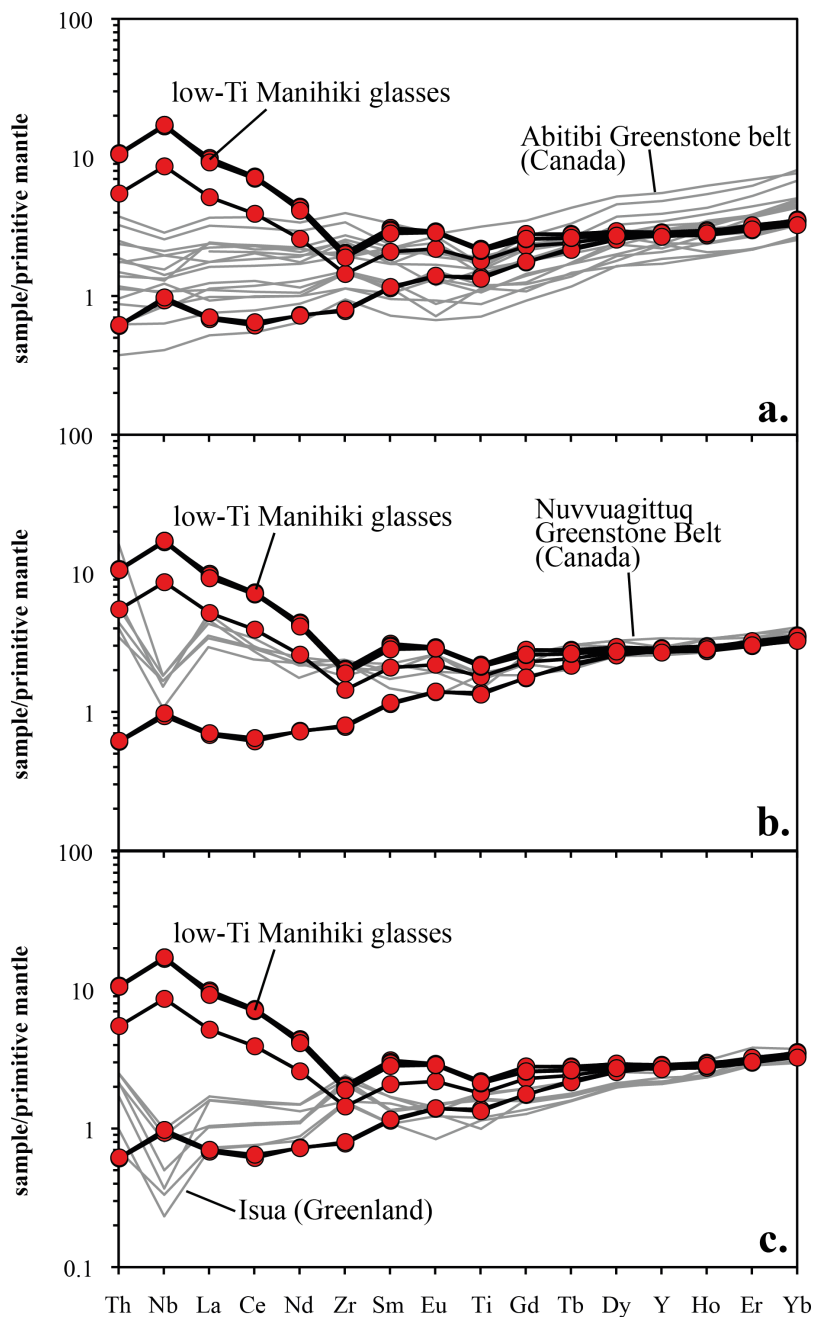 100
10
1
sample/primitive mantle
low-Ti Manihiki glasses
Abitibi Greenstone belt
(Canada)
a.
100
10
1
sample/primitive mantle
low-Ti Manihiki glasses
Nuvvuagittuq
Greenstone Belt
(Canada)
b.
100
10
1
0.1
sample/primitive mantle
low-Ti Manihiki glasses
Isua (Greenland)
c.
Th Nb La Ce Nd Zr Sm Eu Ti Gd Tb Dy Y Ho Er Yb